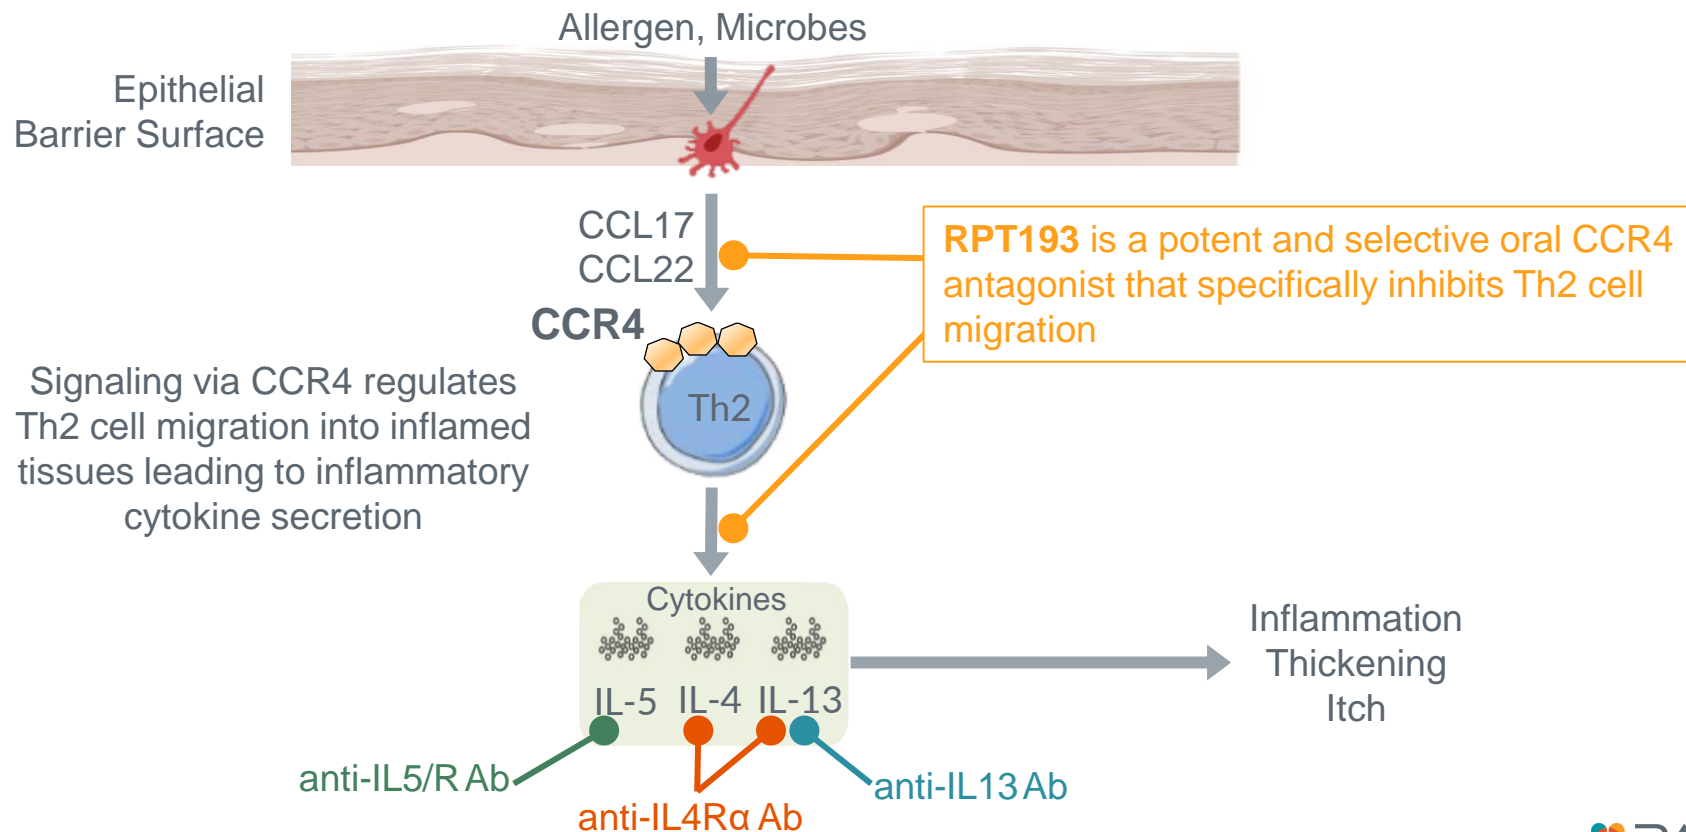 Allergen, Microbes
Epithelial
Barrier Surface
CCL17
CCL22
RPT193 is a potent and selective oral CCR4
antagonist that specifically inhibits Th2 cell
migration
CCR4
Th2
Signaling via CCR4 regulates
Th2 cell migration into inflamed
tissues leading to inflammatory
cytokine secretion
Cytokines
IL-5 IL-4 IL-13
Inflammation
Thickening
Itch
anti-IL5/R Ab
anti-IL4Rα Ab
anti-IL13 Ab